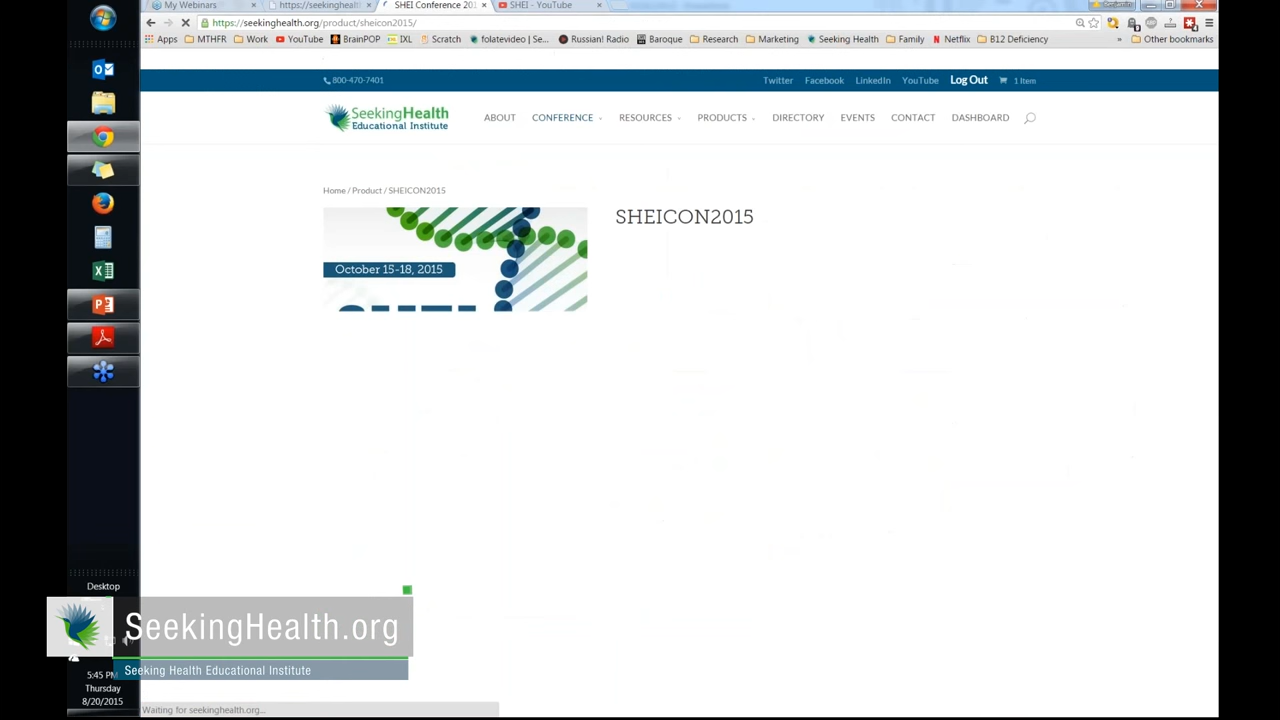 My Webinars
https://seekinghealth
SHEI Conference 201
SHEI - YouTube
https://seekinghealth.org/product/sheicon2015/
Apps MTHFR Work YouTube BrainPOP IXL Scratch folatevideo | Se... Russian! Radio Baroque Research Marketing Seeking Health Family Netflix B12 Deficiency » Other bookmarks
800-470-7401
Twitter Facebook LinkedIn YouTube Log Out 1 Item
SeekingHealth
Educational Institute
ABOUT CONFERENCE RESOURCES PRODUCTS DIRECTORY EVENTS CONTACT DASHBOARD
Home / Product / SHEICON2015
SHEICON2015
October 15-18, 2015
Desktop
SeekingHealth.org
Seeking Health Educational Institute
5:45 PM
Thursday
8/20/2015
Waiting for seekinghealth.org...